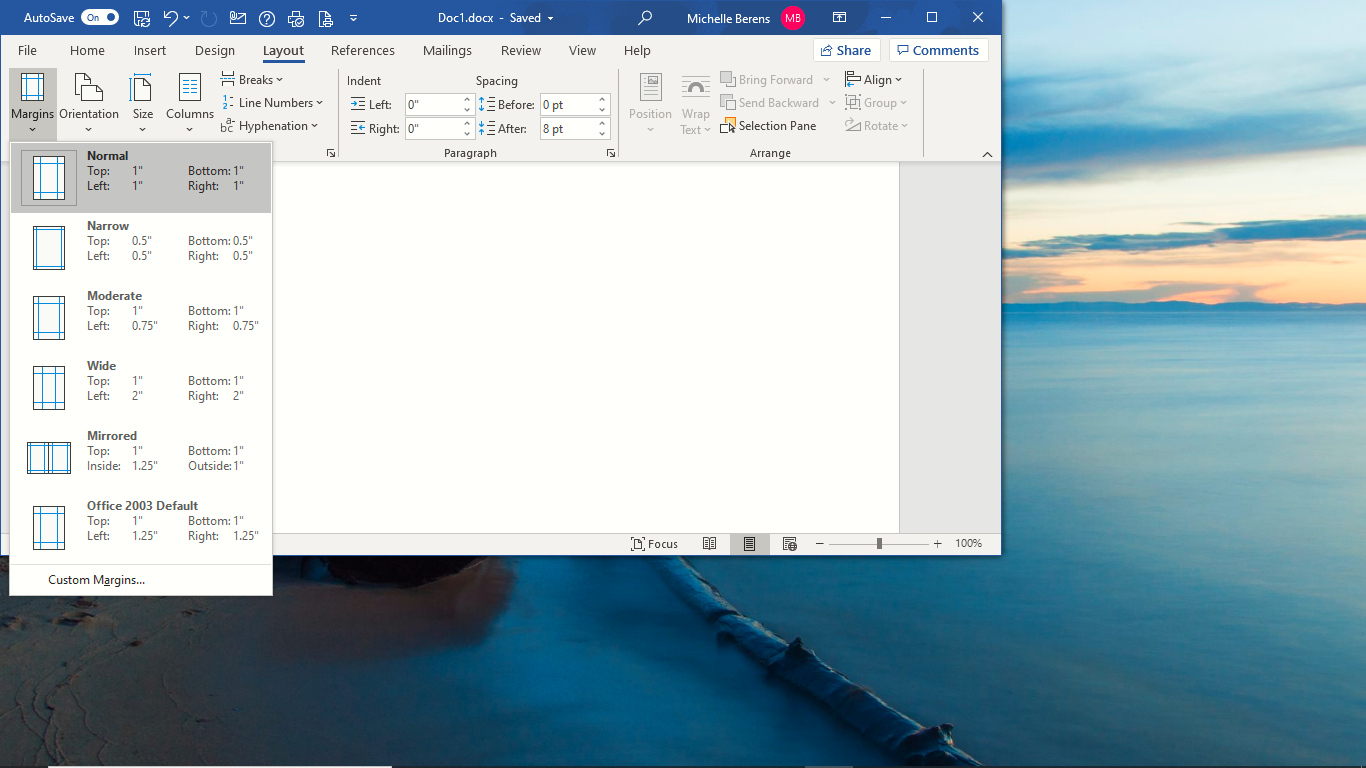 AutoSave On Doc1.docx - Saved Michelle Berens MB
File Home Insert Design Layout References Mailings Review View Help Share Comments
Margins
Orientation
Size
Columns
Breaks
Line Numbers
Hyphenation
Indent Spacing
Left: 0" Before: 0 pt
Right: 0" After: 8 pt
Paragraph
Position
Wrap
Text
Bring Forward
Send Backward
Selection Pane
Align
Group
Rotate
Arrange
Normal
Top: 1" Bottom: 1"
Left: 1" Right: 1"
Narrow
Top: 0.5" Bottom: 0.5"
Left: 0.5" Right: 0.5"
Moderate
Top: 1" Bottom: 1"
Left: 0.75" Right: 0.75"
Wide
Top: 1" Bottom: 1"
Left: 2" Right: 2"
Mirrored
Top: 1" Bottom: 1"
Inside: 1.25" Outside: 1"
Office 2003 Default
Top: 1" Bottom: 1"
Left: 1.25" Right: 1.25"
Custom Margins...
Focus 100%